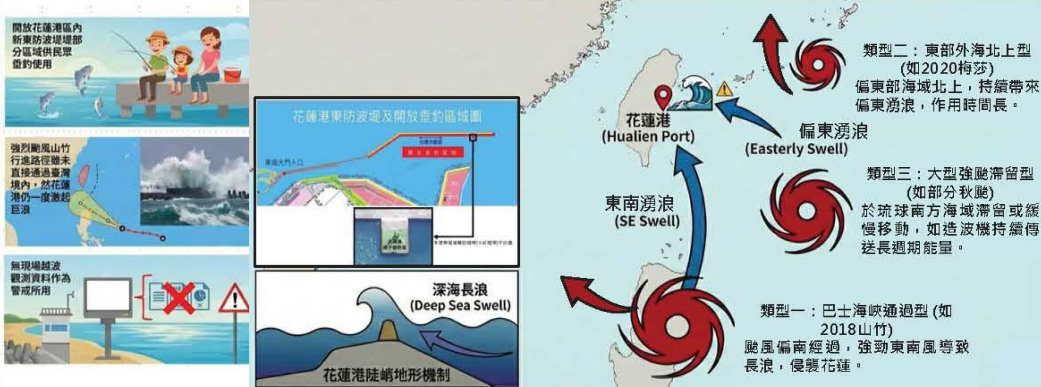 開放花蓮港區內
新東防波堤堤部
分區域供民眾
垂釣使用
強烈颱風山竹
行進路徑雖未
直接通過臺灣
境內，然花蓮
港仍一度激起
巨浪
無現場越波
觀測資料作為
警戒所用
花蓮港東防波堤及開放垂釣區域圖
深海長浪
(Deep Sea Swell)
花蓮港陡峭地形機制
花蓮港
(Hualien Port)
偏東湧浪
(Easterly Swell)
東南湧浪
(SE Swell)
類型二：東部外海北上型
(如2020梅莎)
偏東部海域北上，持續帶來
偏東湧浪，作用時間長。
類型三：大型強颱滯留型
(如部分秋颱)
於琉球南方海域滯留或緩
慢移動，如造波機持續傳
送長週期能量。
類型一：巴士海峽通過型 (如
2018山竹)
颱風偏南經過，強勁東南風導致
長浪，侵襲花蓮。